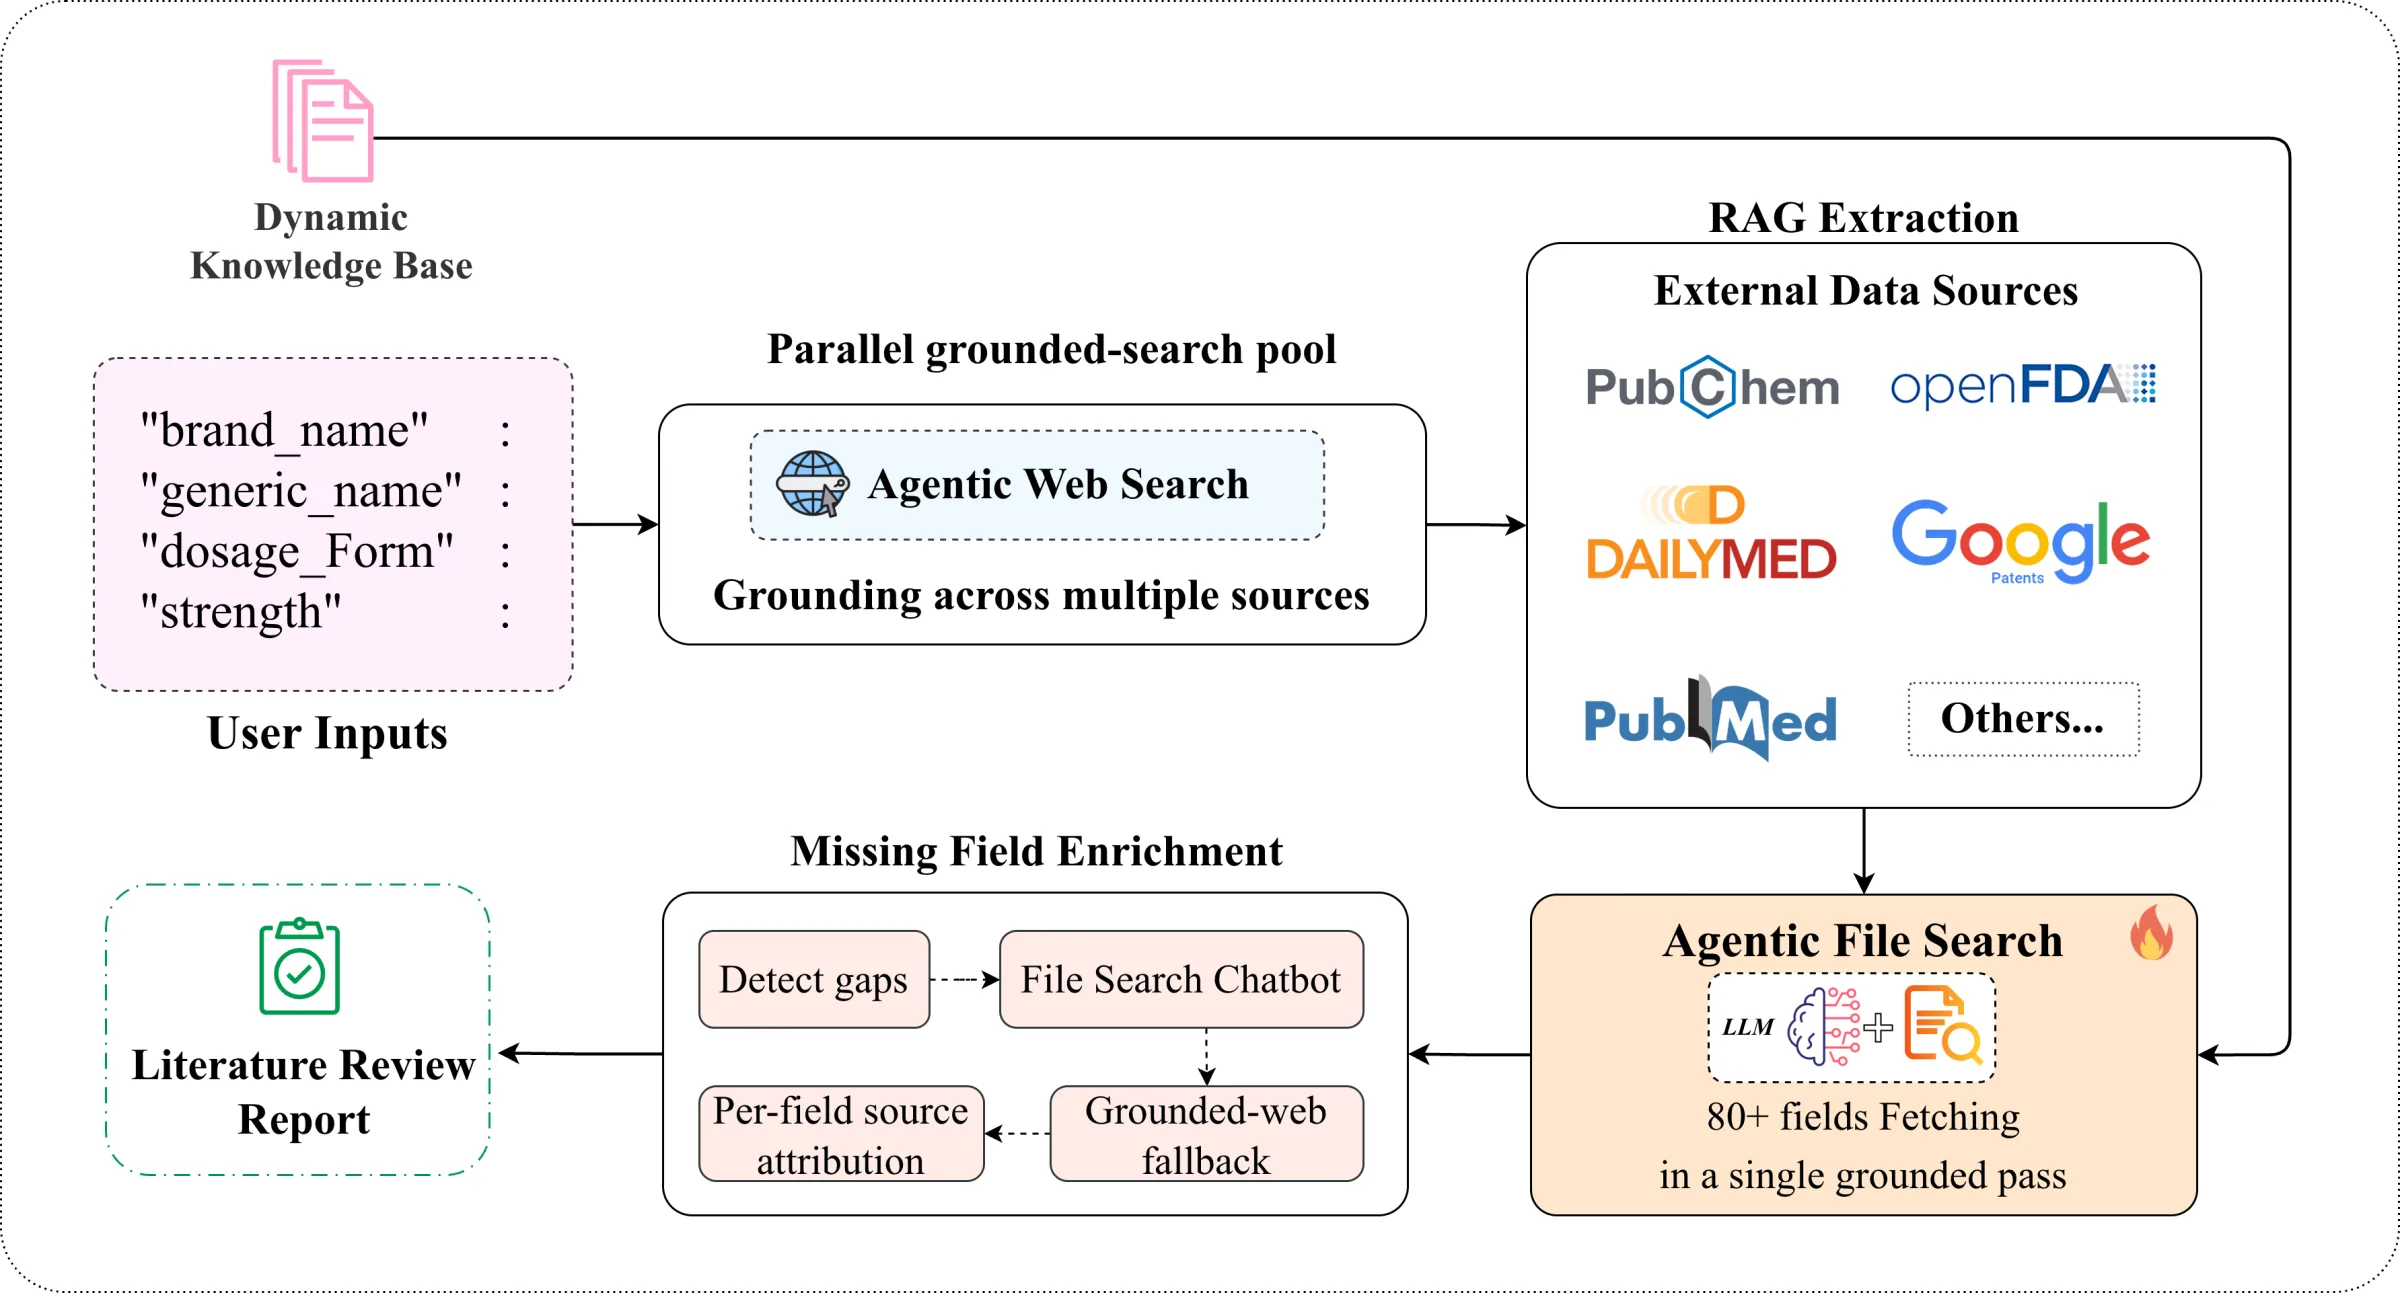 Dynamic
Knowledge Base
"brand_name" :
"generic_name" :
"dosage_Form" :
"strength" :
User Inputs
Parallel grounded-search pool
Agentic Web Search
Grounding across multiple sources
RAG Extraction
External Data Sources
PubChem
openFDA
DAILYMED
Google
Patents
PubMed
Others...
Agentic File Search
LLM
80+ fields Fetching
in a single grounded pass
Missing Field Enrichment
Detect gaps
File Search Chatbot
Grounded-web
fallback
Per-field source
attribution
Literature Review
Report